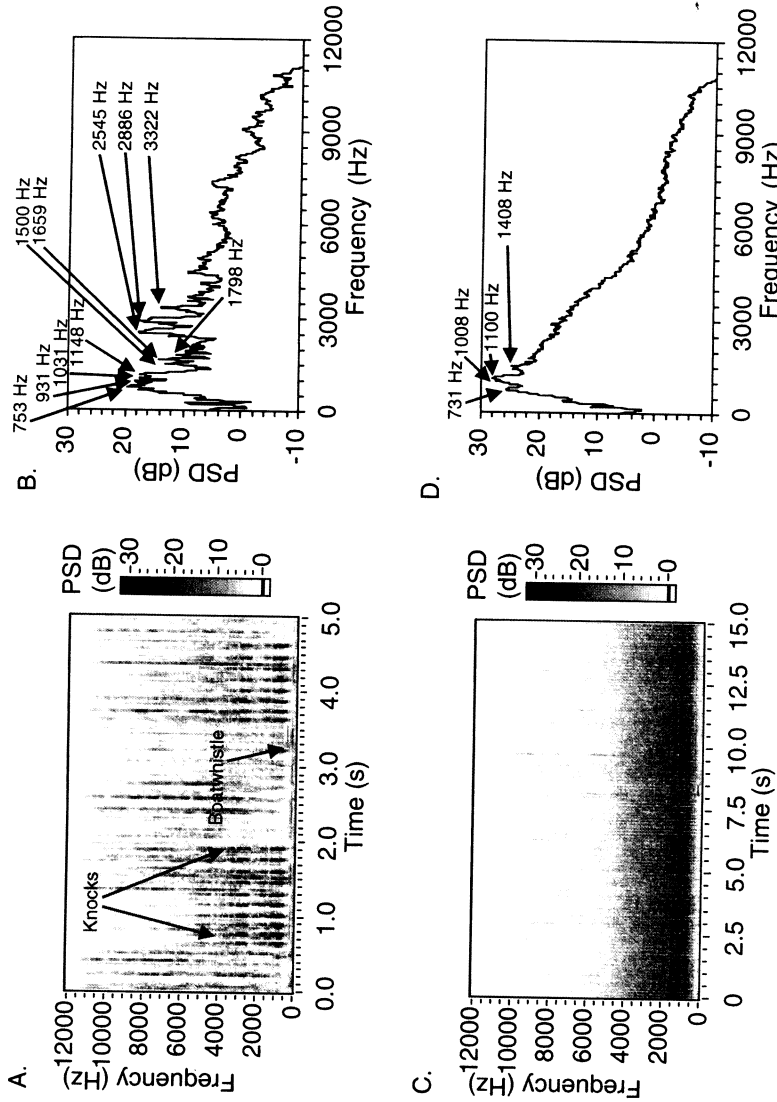 A.
12000
10000
8000
6000
4000
2000
0
Frequency (Hz)
Knocks
Boatwhistle
0.0 1.0 2.0 3.0 4.0 5.0
Time (s)
PSD
(dB)
30
20
10
0
B.
30
20
10
0
-10
PSD (dB)
753 Hz
931 Hz
1031 Hz
1148 Hz
1500 Hz
1659 Hz
1798 Hz
2545 Hz
2886 Hz
3322 Hz
0 3000 6000 9000 12000
Frequency (Hz)
C.
12000
10000
8000
6000
4000
2000
0
Frequency (Hz)
0 2.5 5.0 7.5 10.0 12.5 15.0
Time (s)
PSD
(dB)
30
20
10
0
D.
30
20
10
0
-10
PSD (dB)
731 Hz
1008 Hz
1100 Hz
1408 Hz
0 3000 6000 9000 12000
Frequency (Hz)